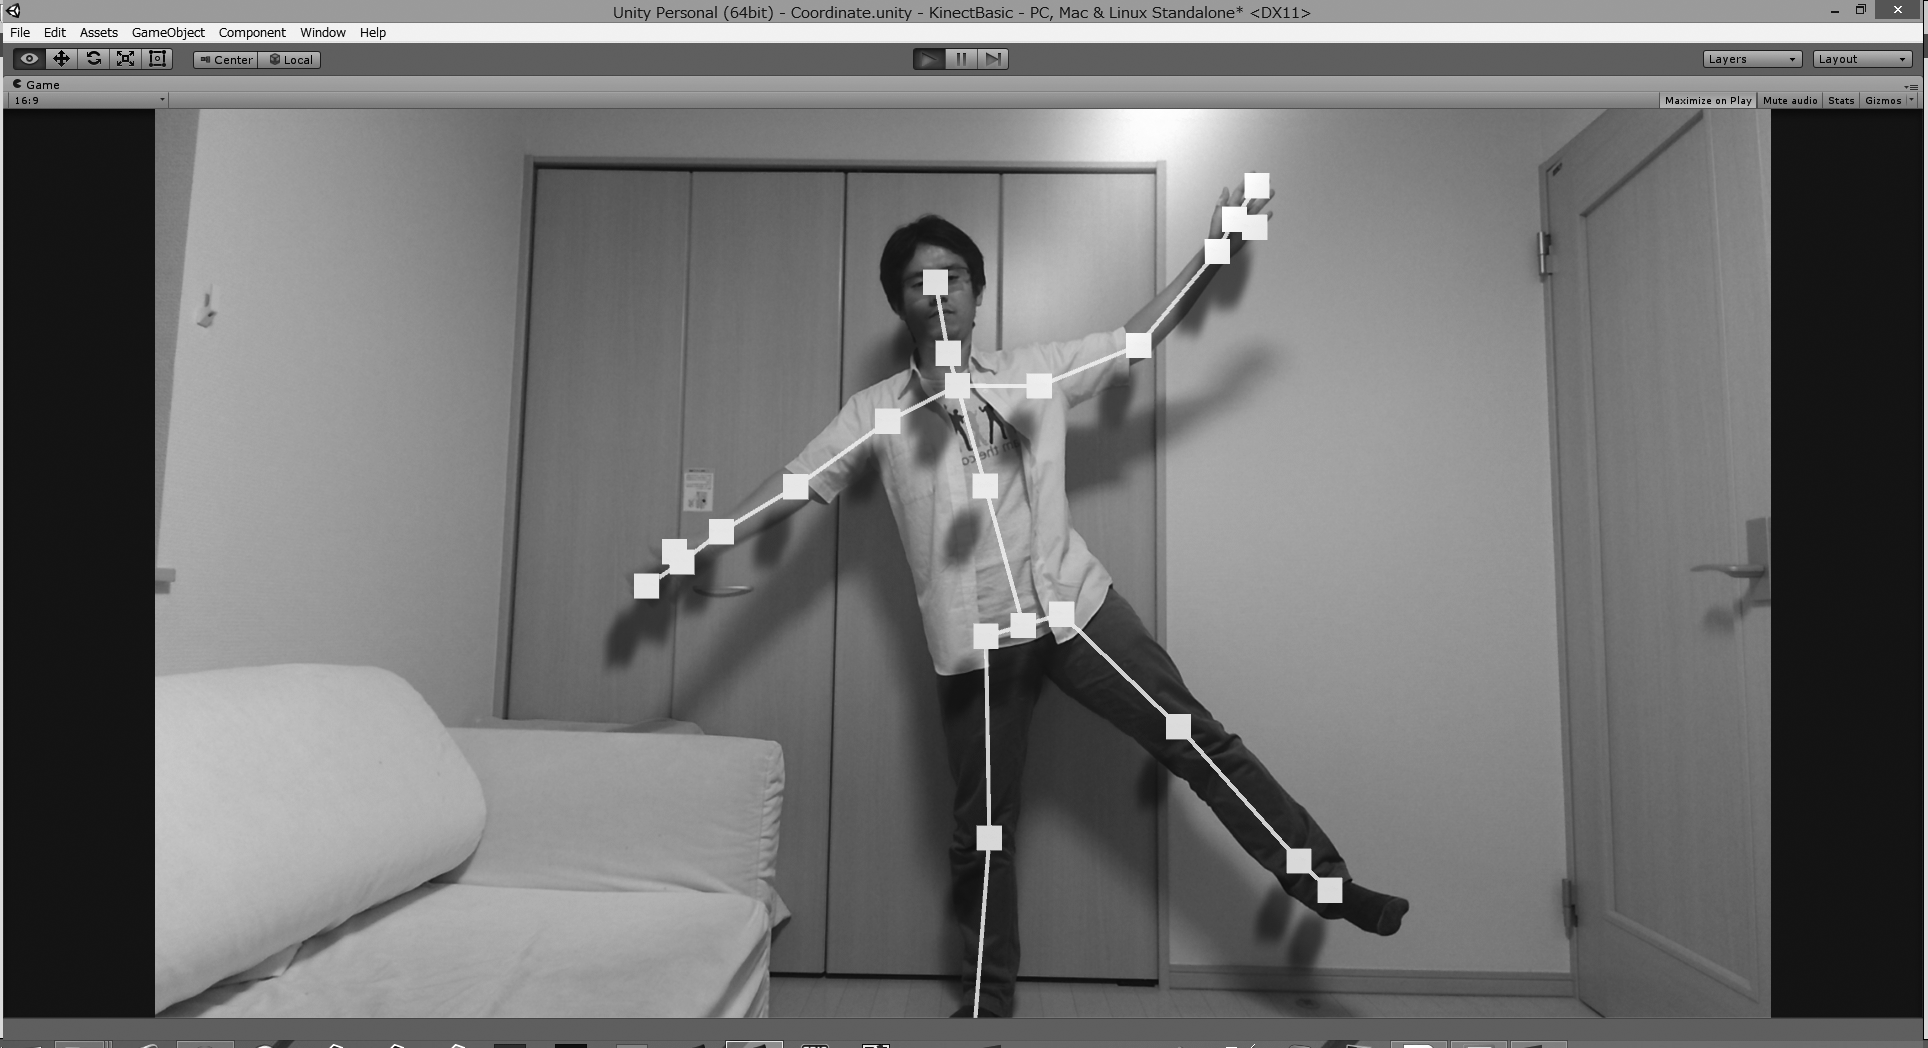 Unity Personal (64bit) - Coordinate.unity - KinectBasic - PC, Mac & Linux Standalone* <DX11>
File Edit Assets GameObject Component Window Help
Center Local Layers Layout
Game
16:9 Maximize on Play Mute audio Stats Gizmos